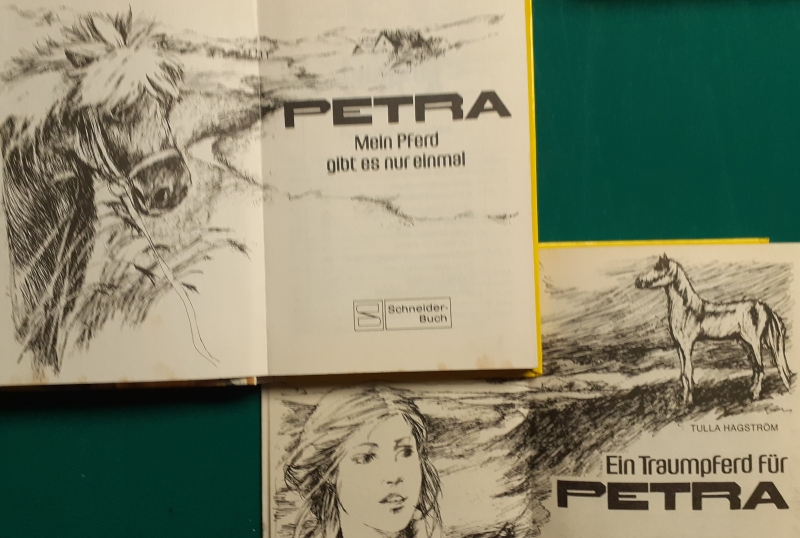 PETRA
Mein Pferd
gibt es nur einmal
Schneider-
Buch
TULLA HAGSTRÖM
Ein Traumpferd für
PETRA